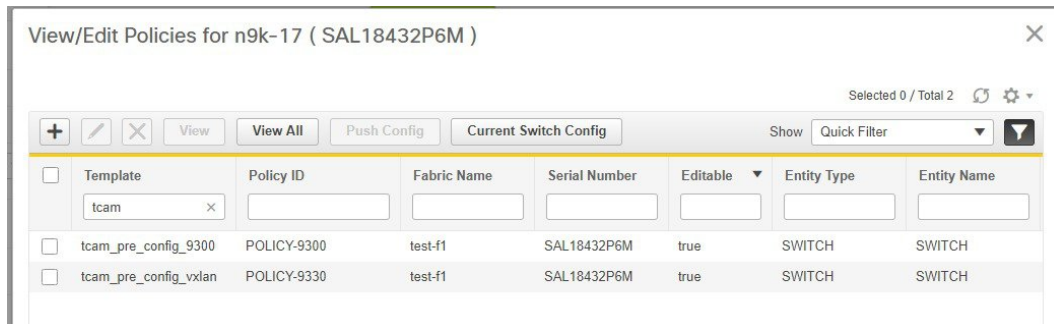 View/Edit Policies for n9k-17 ( SAL18432P6M )
Selected 0 / Total 2
View View All Push Config Current Switch Config Show Quick Filter
Template Policy ID Fabric Name Serial Number Editable Entity Type Entity Name
tcam
tcam_pre_config_9300 POLICY-9300 test-f1 SAL18432P6M true SWITCH SWITCH
tcam_pre_config_vxlan POLICY-9330 test-f1 SAL18432P6M true SWITCH SWITCH